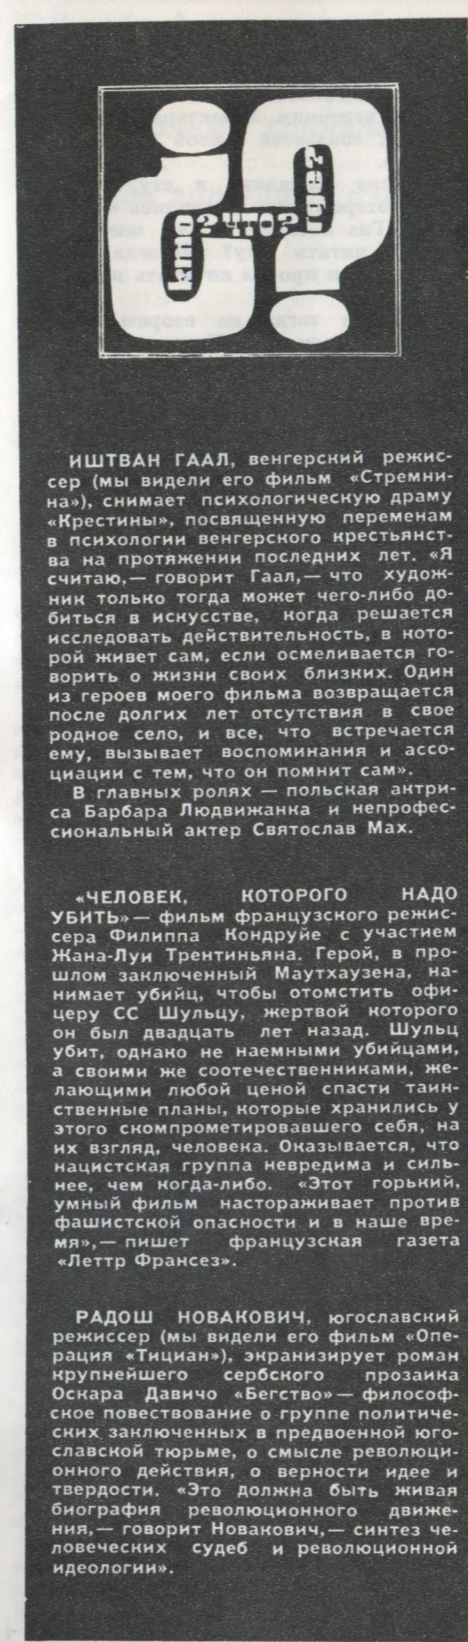 кто?что?где?
ИШТВАН ГААЛ, венгерский режис-
сер (мы видели его фильм «Стремни-
на»), снимает психологическую драму
«Крестины», посвященную переменам
в психологии венгерского крестьянст-
ва на протяжении последних лет. «Я
считаю,— говорит Гаал,— что худож-
ник только тогда может чего-либо до-
биться в искусстве, когда решается
исследовать действительность, в кото-
рой живет сам, если осмеливается го-
ворить о жизни своих близких. Один
из героев моего фильма возвращается
после долгих лет отсутствия в свое
родное село, и все, что встречается
ему, вызывает воспоминания и ассо-
циации с тем, что он помнит сам».
В главных ролях — польская актри-
са Барбара Людвижанка и непрофес-
сиональный актер Святослав Мах.
«ЧЕЛОВЕК, КОТОРОГО НАДО
УБИТЬ» — фильм французского режис-
сера Филиппа Кондруйе с участием
Жана-Луи Трентиньяна. Герой, в про-
шлом заключенный Маутхаузена, на-
нимает убийц, чтобы отомстить офи-
церу СС Шульцу, жертвой которого
он был двадцать лет назад. Шульц
убит, однако не наемными убийцами,
а своими же соотечественниками, же-
лающими любой ценой спасти таин-
ственные планы, которые хранились у
этого скомпрометировавшего себя, на
их взгляд, человека. Оказывается, что
нацистская группа невредима и силь-
нее, чем когда-либо. «Этот горький,
умный фильм настораживает против
фашистской опасности и в наше вре-
мя»,— пишет французская газета
«Леттр Франсез».
РАДОШ НОВАКОВИЧ, югославский
режиссер (мы видели его фильм «Опе-
рация «Тициан»), экранизирует роман
крупнейшего сербского прозаика
Оскара Давичо «Бегство» — философ-
ское повествование о группе политиче-
ских заключенных в предвоенной юго-
славской тюрьме, о смысле революци-
онного действия, о верности идее и
твердости. «Это должна быть живая
биография революционного движе-
ния,— говорит Новакович,— синтез че-
ловеческих судеб и революционной
идеологии».